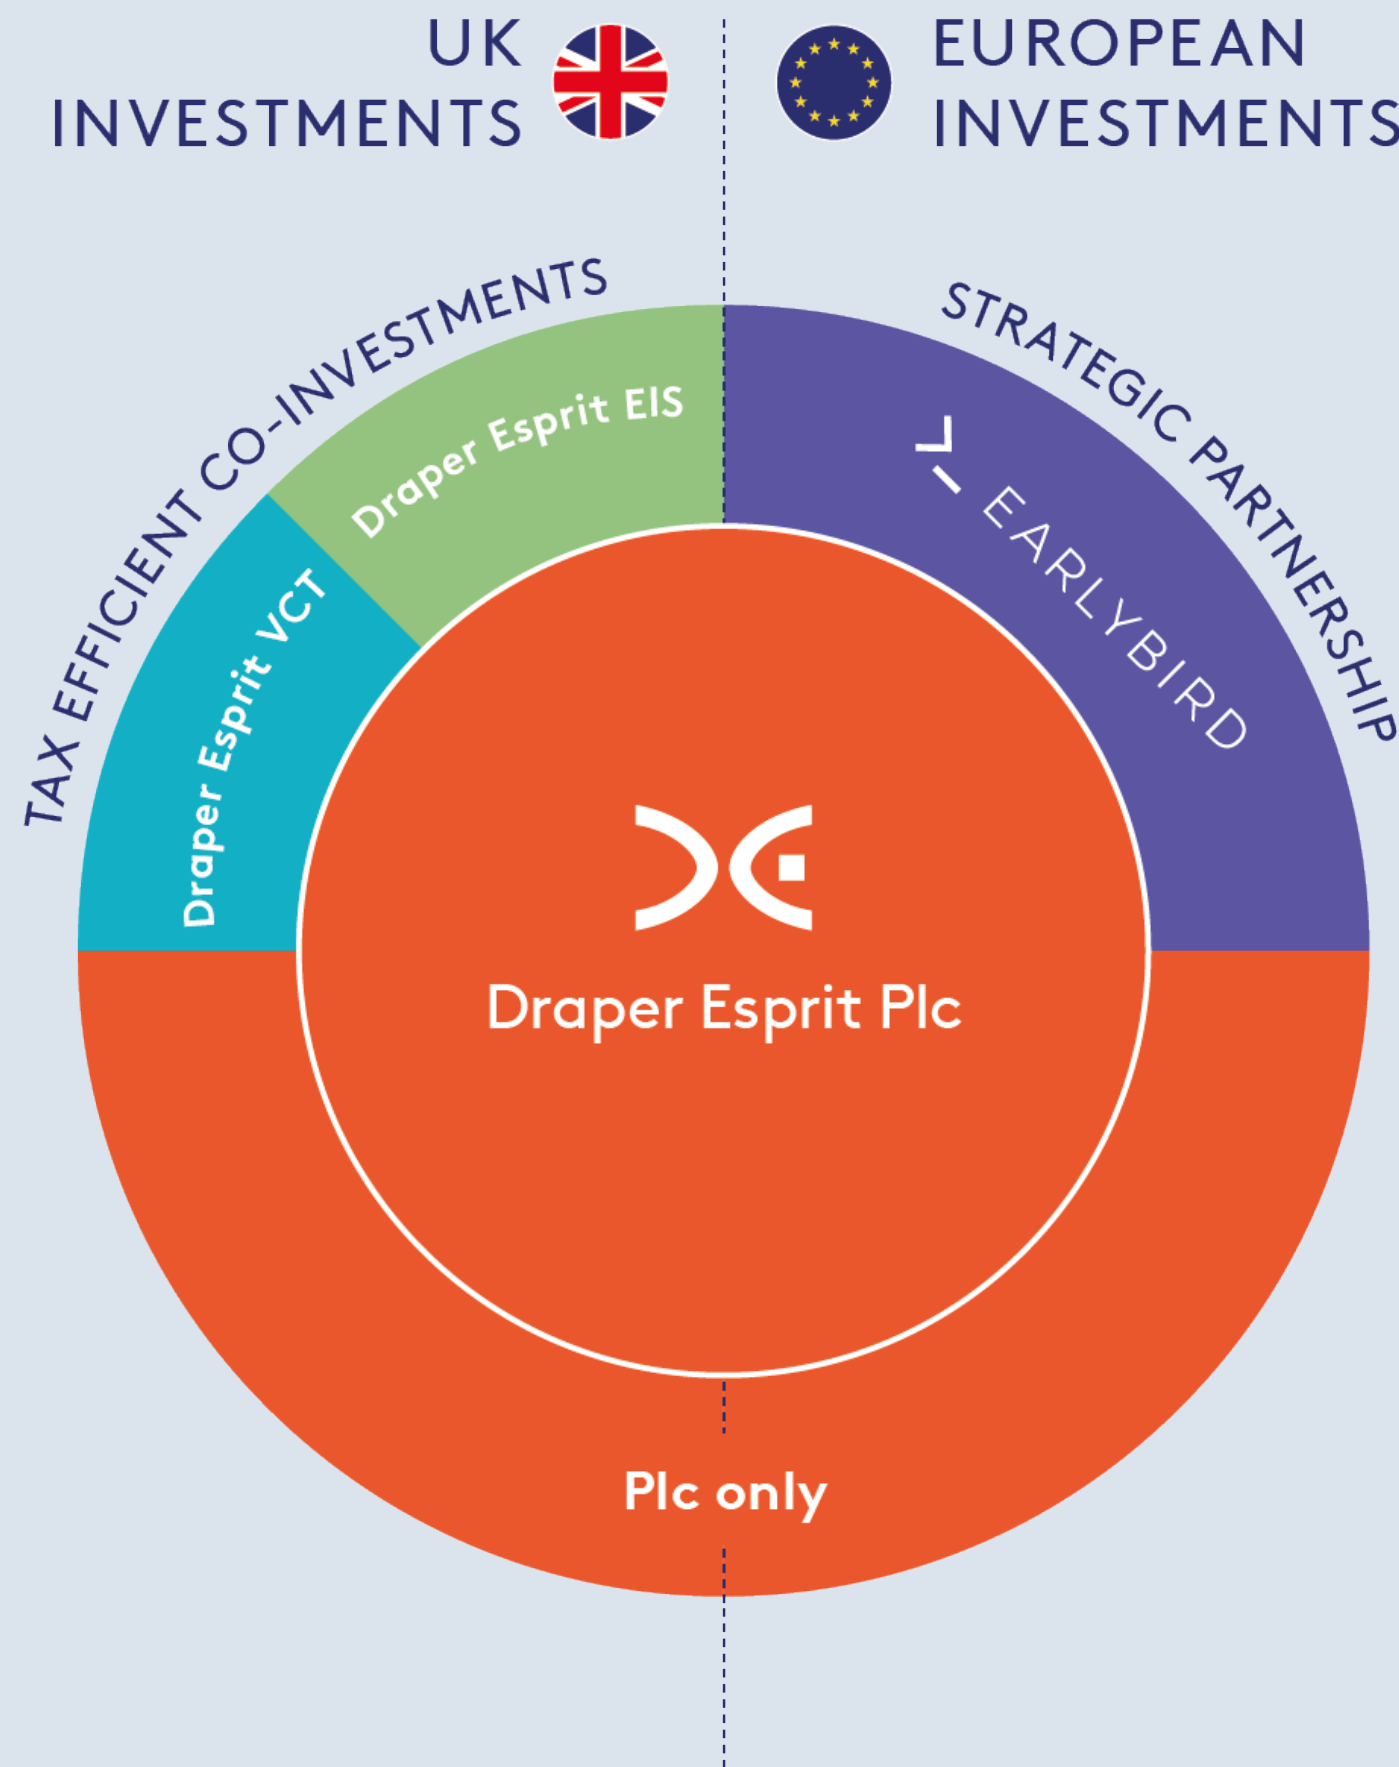 UK
INVESTMENTS
EUROPEAN
INVESTMENTS
TAX EFFICIENT CO-INVESTMENTS
STRATEGIC PARTNERSHIP
Draper Esprit VCT
Draper Esprit EIS
EARLYBIRD
Draper Esprit Plc
Plc only